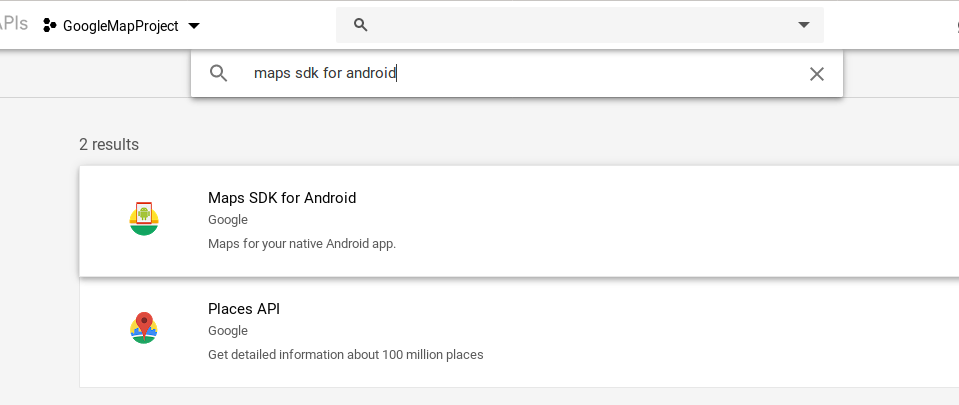 APIs GoogleMapProject
maps sdk for android
2 results
Maps SDK for Android
Google
Maps for your native Android app.
Places API
Google
Get detailed information about 100 million places